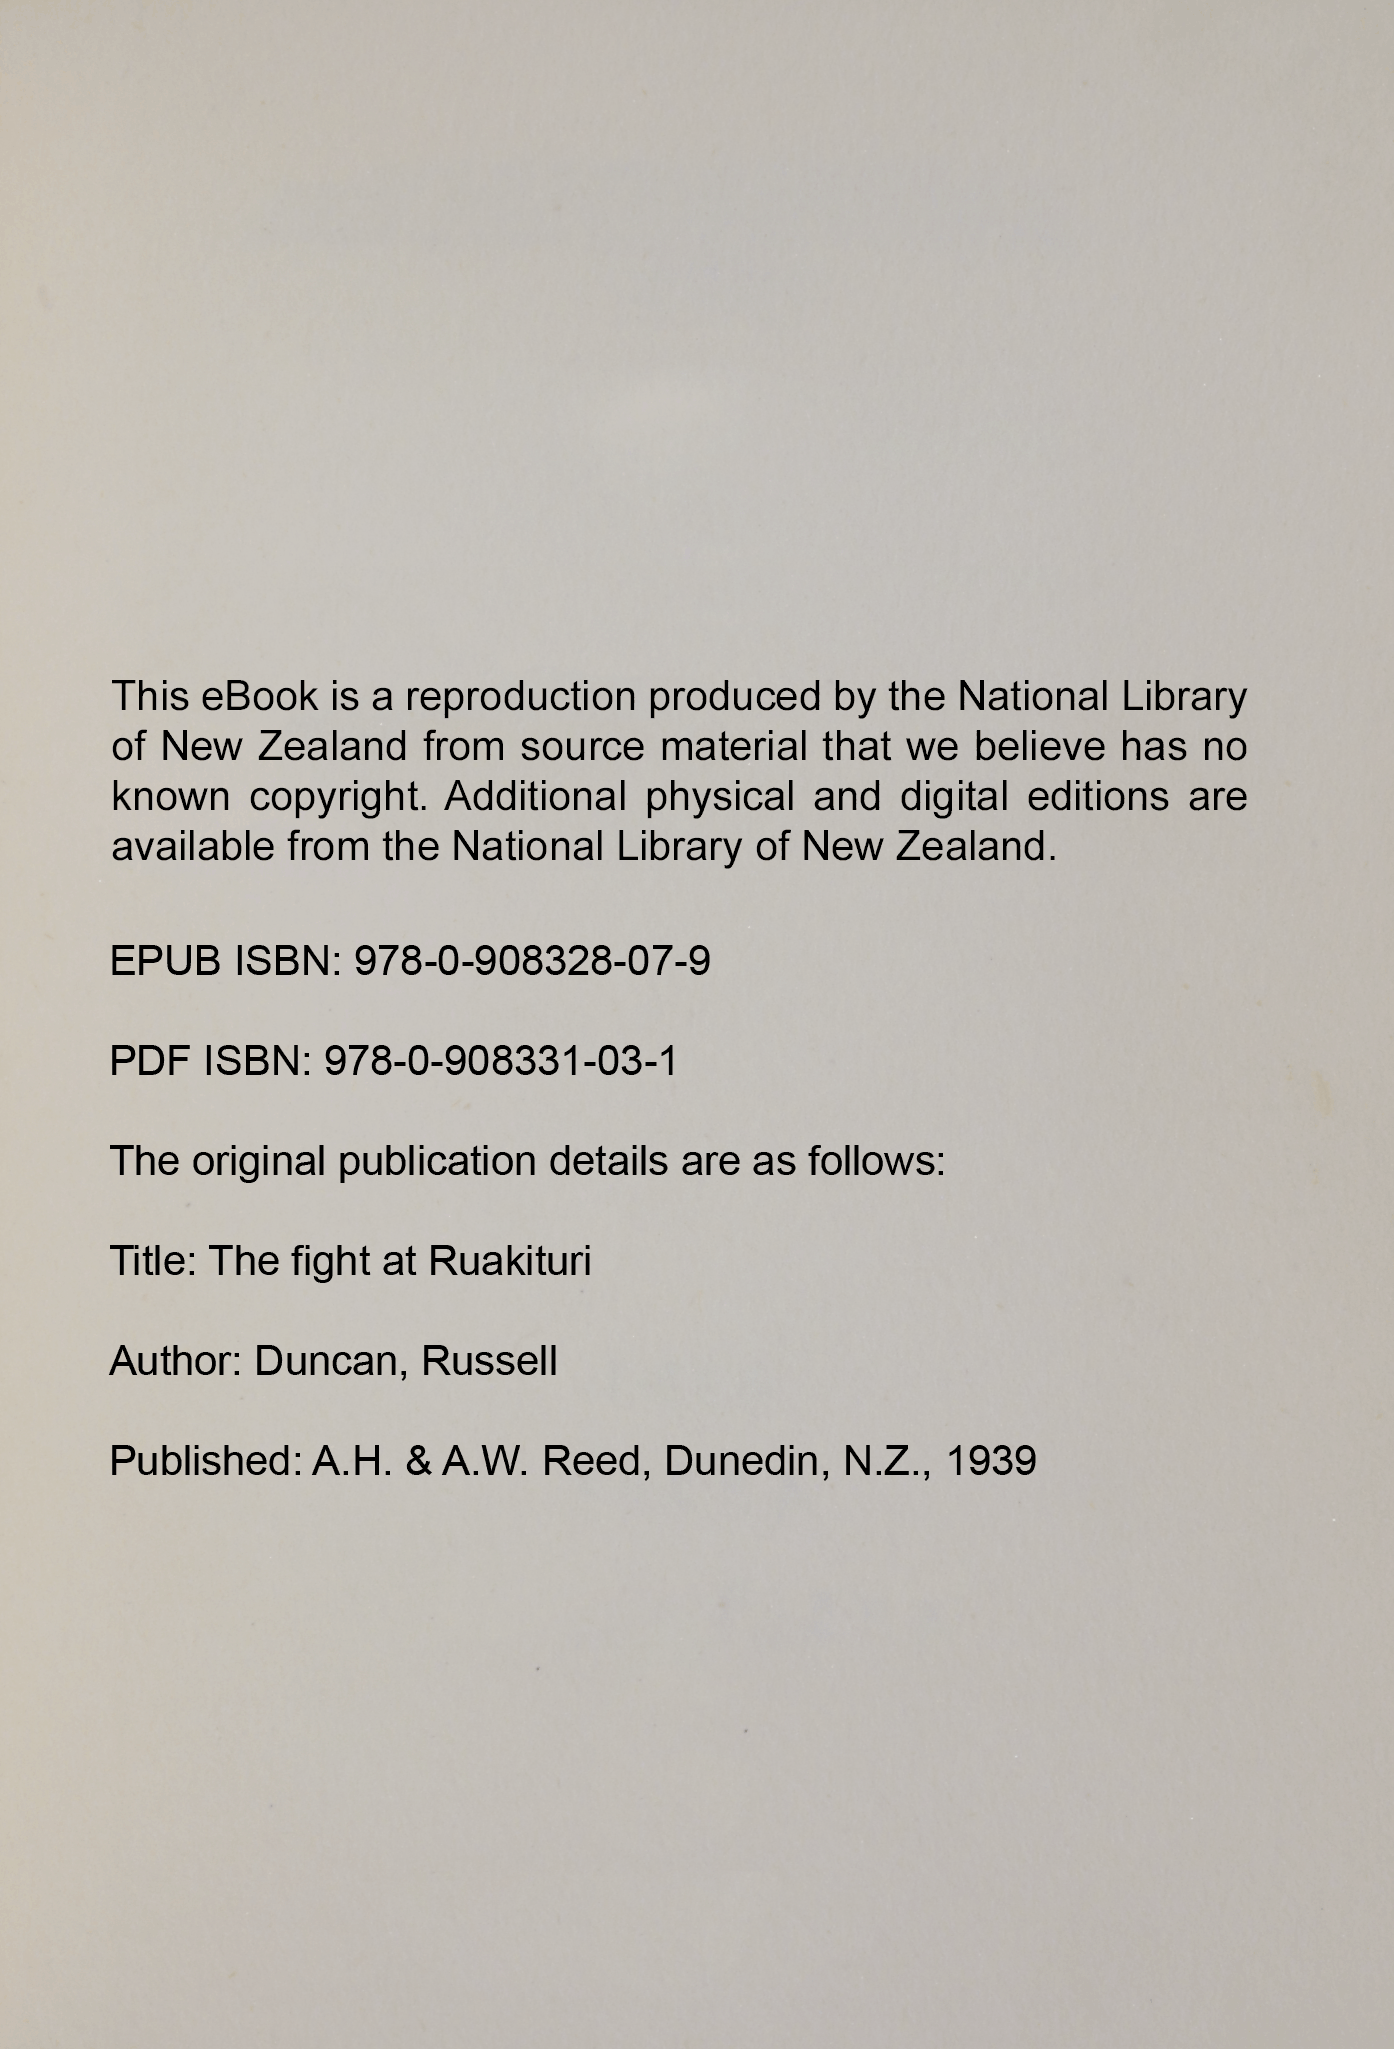 This eBook is a reproduction produced by the National Library
of New Zealand from source material that we believe has no
known copyright. Additional physical and digital editions are
available from the National Library of New Zealand.
EPUB ISBN: 978-0-908328-07-9
PDF ISBN: 978-0-908331-03-1
The original publication details are as follows:
Title: The fight at Ruakituri
Author: Duncan, Russell
Published: A.H. & A.W. Reed, Dunedin, N.Z., 1939